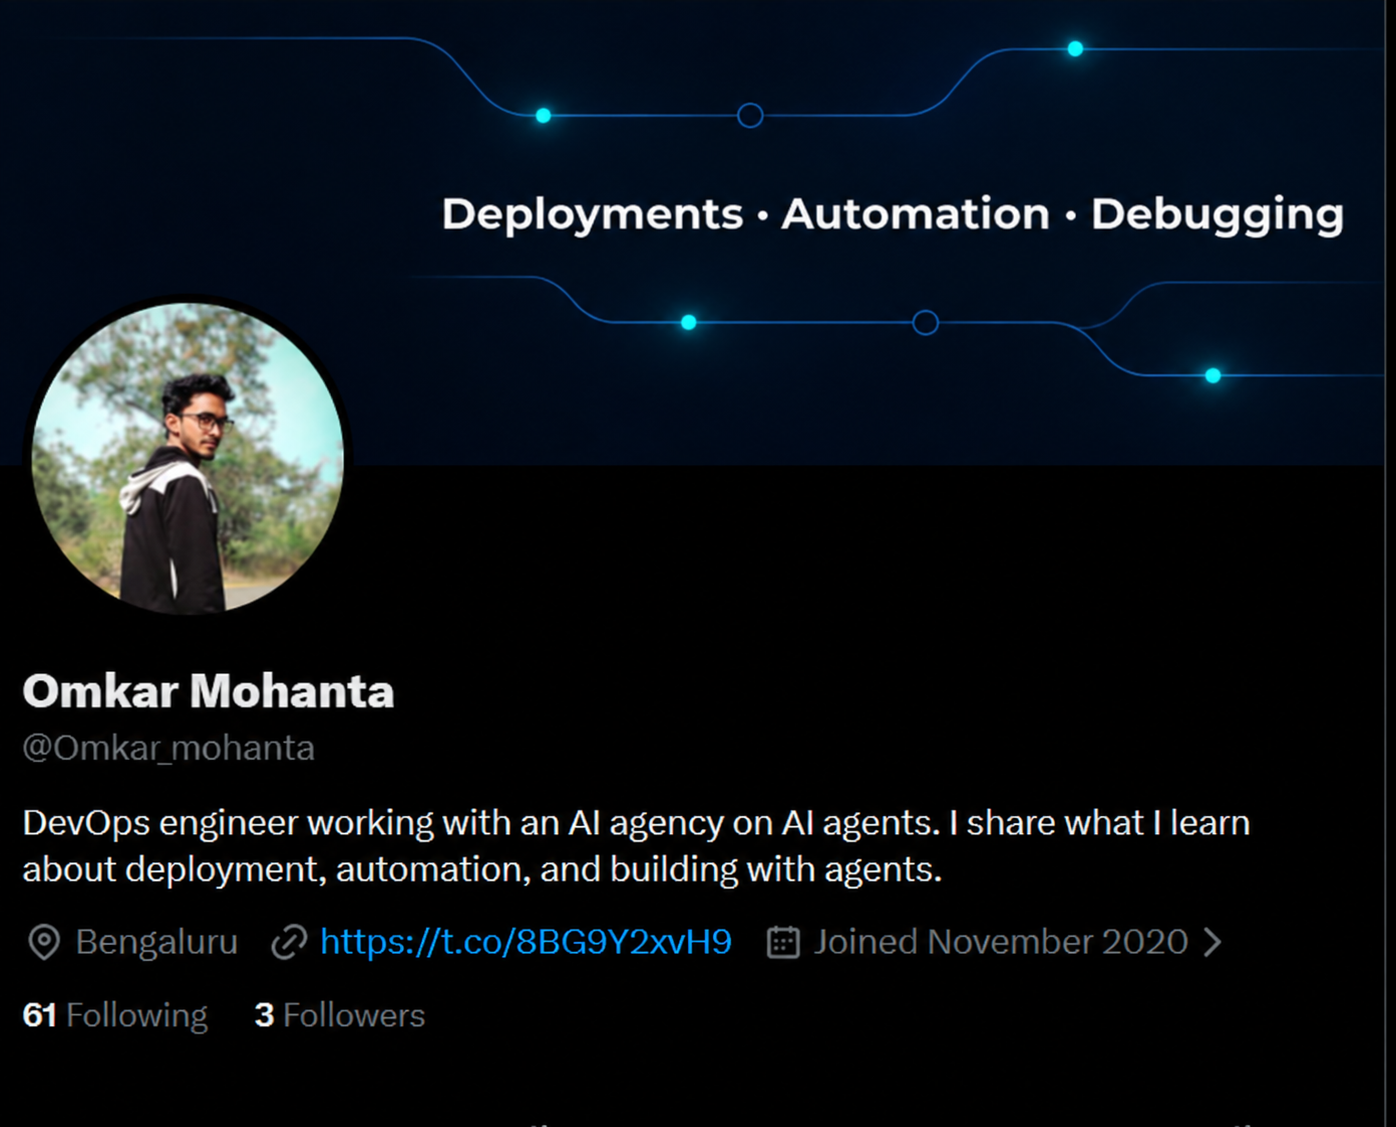 Deployments • Automation • Debugging
Omkar Mohanta
@Omkar_mohanta
DevOps engineer working with an AI agency on AI agents. I share what I learn
about deployment, automation, and building with agents.
Bengaluru https://t.co/8BG9Y2xvH9 Joined November 2020
61 Following 3 Followers